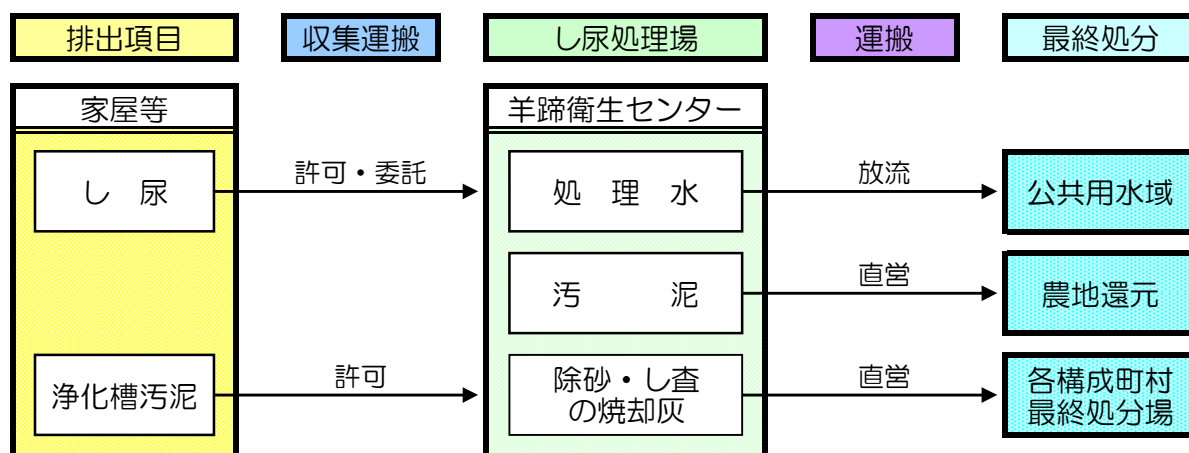 排出項目
収集運搬
し尿処理場
運搬
最終処分
家屋等
羊蹄衛生センター
し 尿
許可・委託
処 理 水
放流
公共用水域
汚 泥
直営
農地還元
浄化槽汚泥
許可
除砂・し査
の焼却灰
直営
各構成町村
最終処分場